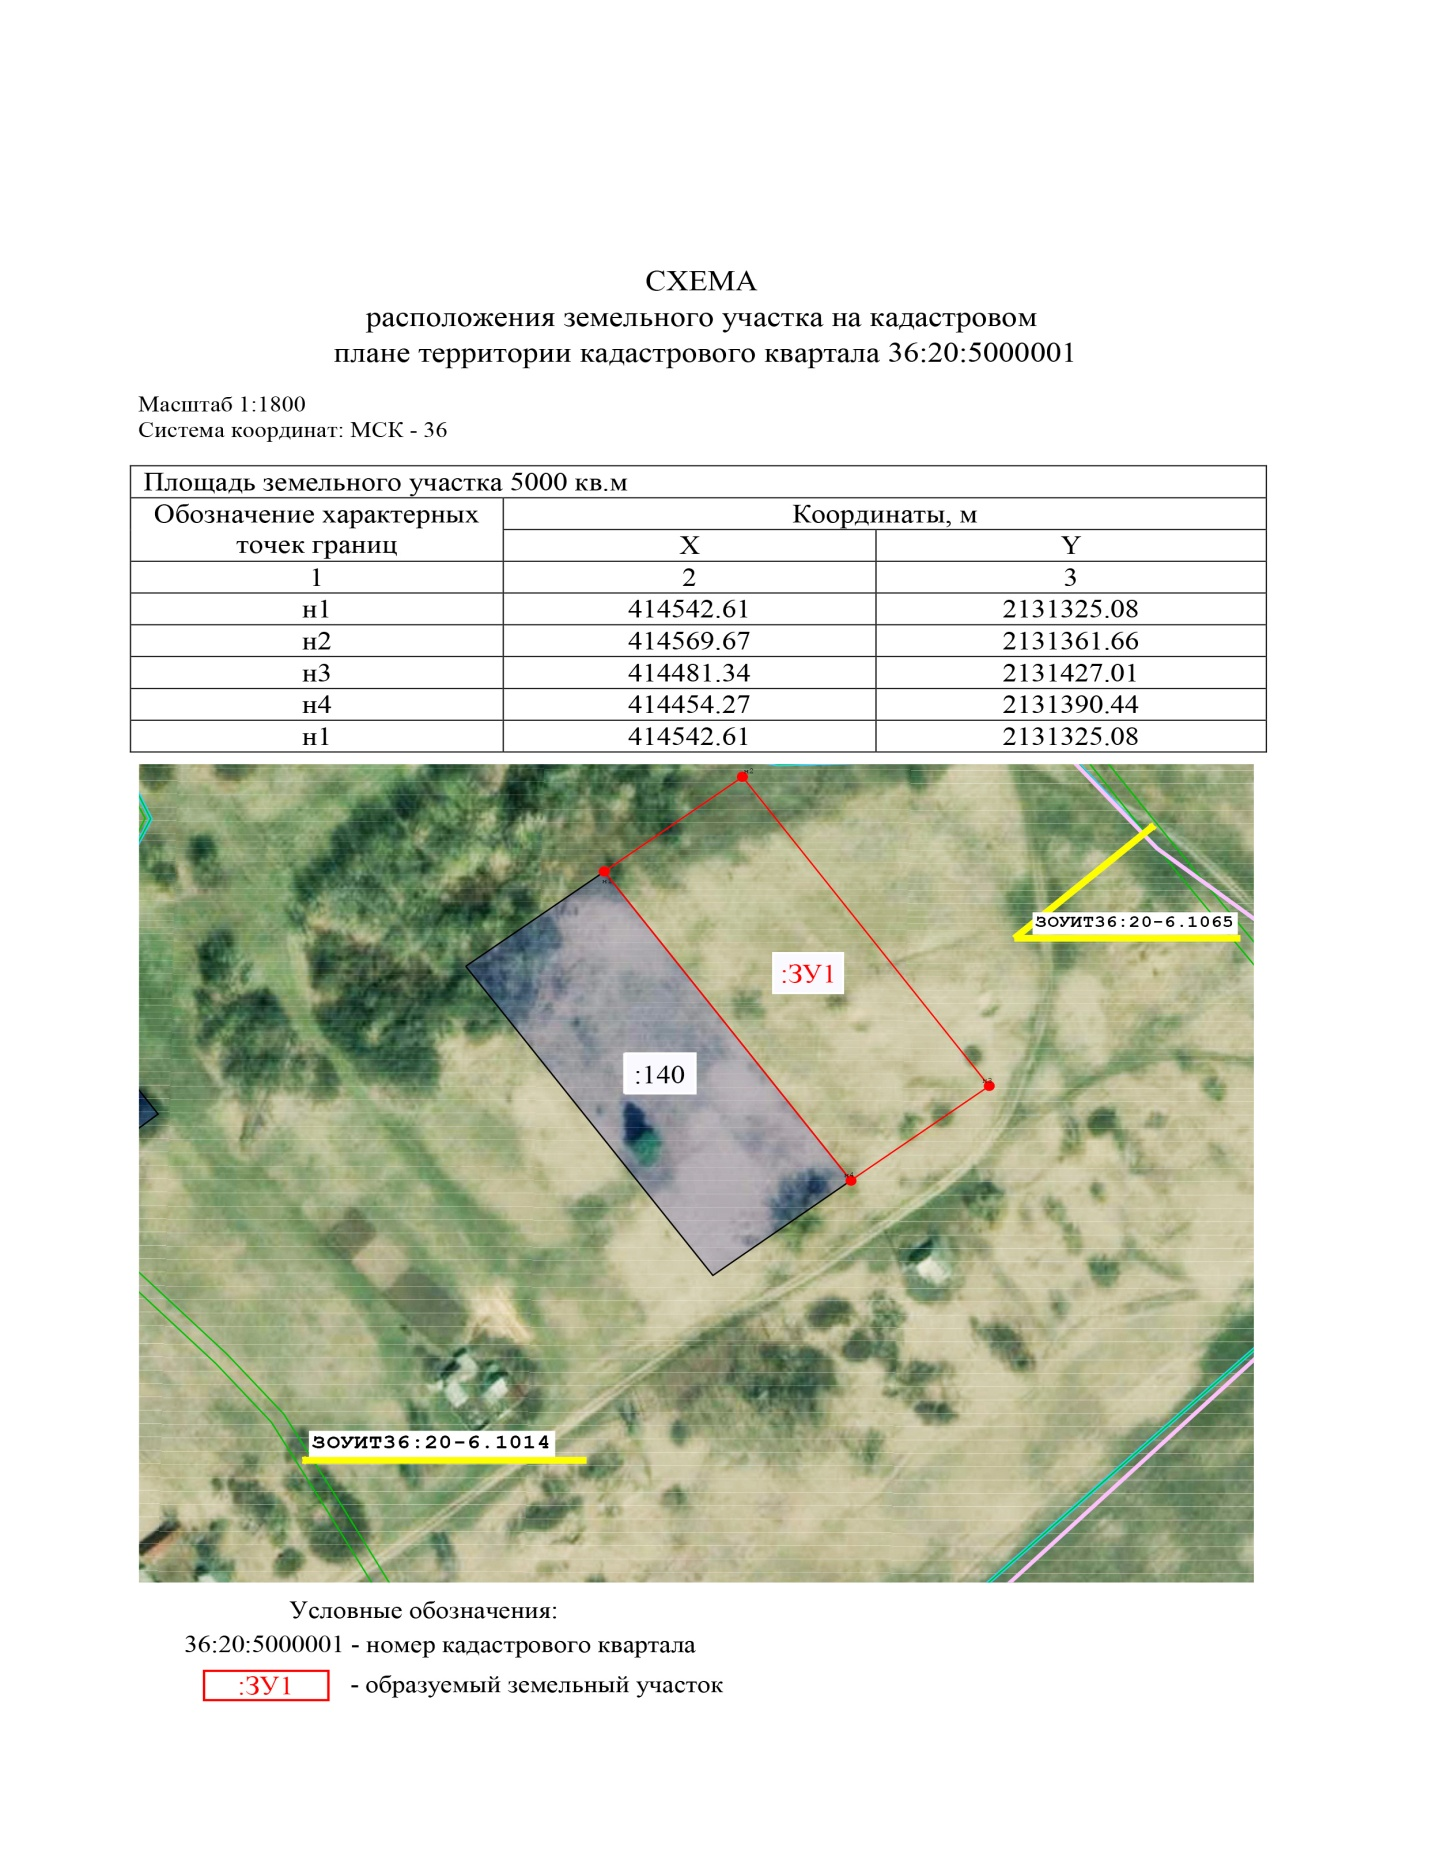 СХЕМА
расположения земельного участка на кадастровом
плане территории кадастрового квартала 36:20:5000001
Масштаб 1:1800
Система координат: МСК - 36
Площадь земельного участка 5000 кв.м
Обозначение характерных точек границ
Координаты, м
X Y
1 2 3
н1 414542.61 2131325.08
н2 414569.67 2131361.66
н3 414481.34 2131427.01
н4 414454.27 2131390.44
н1 414542.61 2131325.08
н2
ЗОУИТ36:20-6.1065
:ЗУ1
:140
ЗОУИТ36:20-6.1014
Условные обозначения:
36:20:5000001 - номер кадастрового квартала
:ЗУ1 - образуемый земельный участок